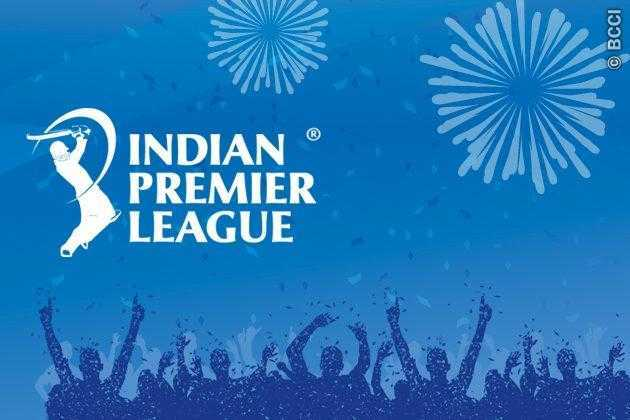 INDIAN ®
PREMIER
LEAGUE
© BCCI